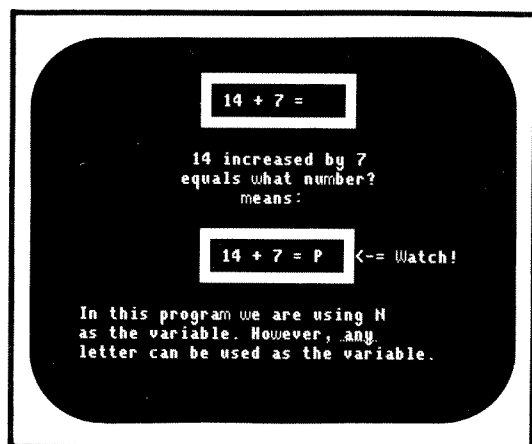 14 + 7 =
14 increased by 7
equals what number?
means:
14 + 7 = P <-= Watch!
In this program we are using N
as the variable. However, any
letter can be used as the variable.